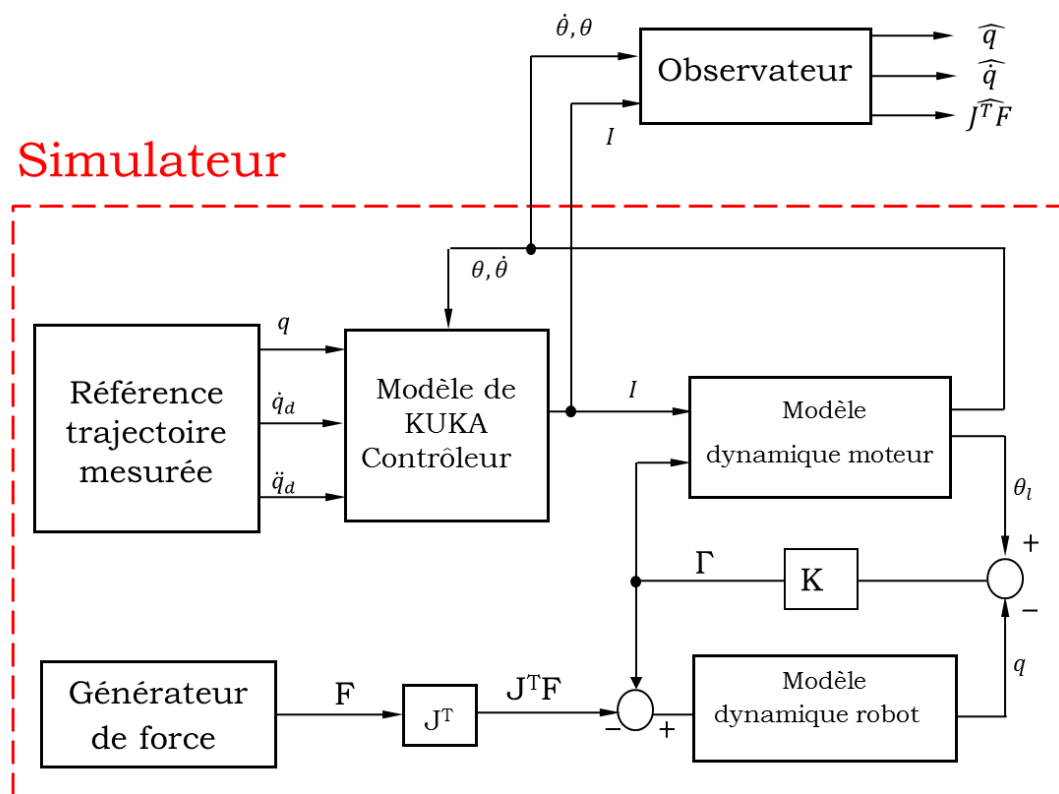 θ̇, θ
Observateur
q̂
q̇̂
J^T F̂
I
Simulateur
θ, θ̇
Référence
trajectoire
mesurée
q
q̇_d
q̈_d
Modèle de
KUKA
Contrôleur
I
Modèle
dynamique moteur
θ_l
+
−
Γ
K
q
Générateur
de force
F
J^T
J^T F
−
+
Modèle
dynamique robot